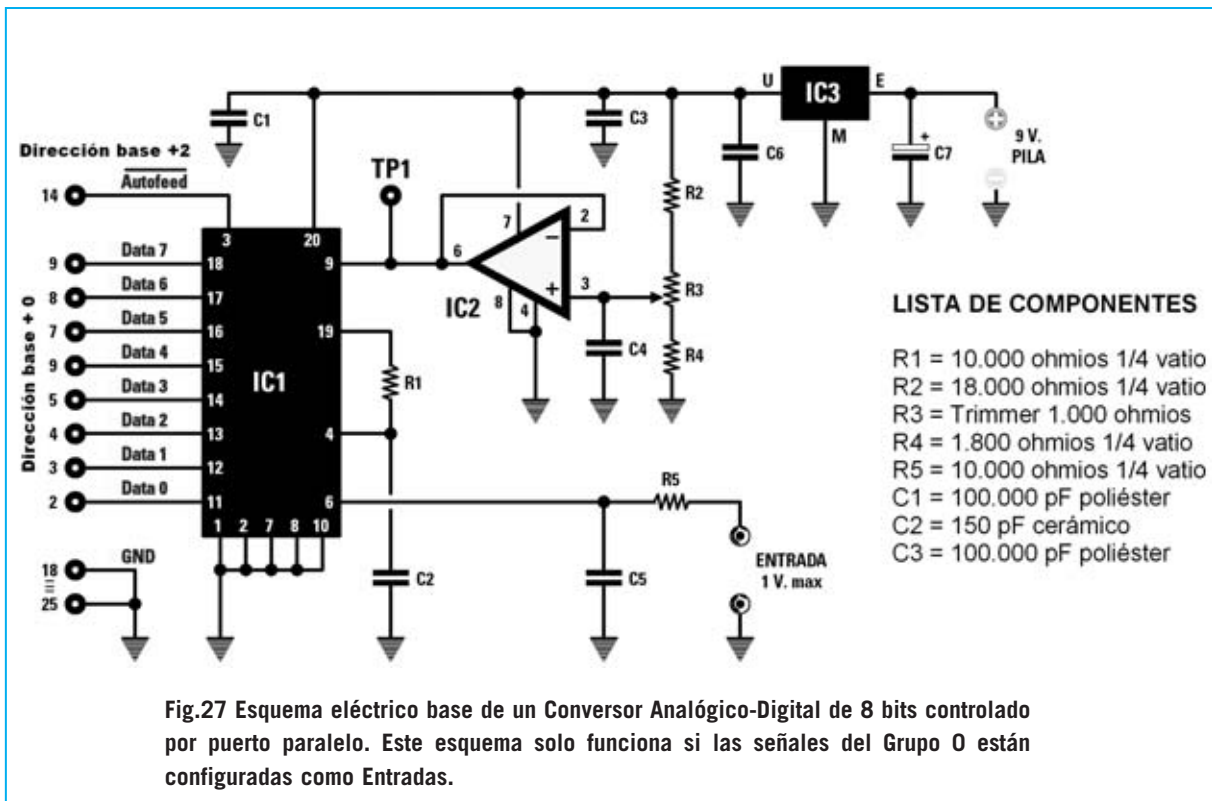 U
IC3
E
C1
C3
M
+
9 V.
PILA
C6
C7
Dirección base +2
Autofeed
14
TP1
R2
3
20
7
2
−
9
Data 7
18
9
6
+
3
R3
8
Data 6
17
IC2
8
4
7
Data 5
16
19
C4
R4
9
Data 4
15
IC1
R1
5
Data 3
14
4
Data 2
13
4
3
Data 1
12
2
Data 0
11
6
R5
Dirección base + 0
1 2 7 8 10
GND
18
25
C2
C5
ENTRADA
1 V. max
LISTA DE COMPONENTES
R1 = 10.000 ohmios 1/4 vatio
R2 = 18.000 ohmios 1/4 vatio
R3 = Trimmer 1.000 ohmios
R4 = 1.800 ohmios 1/4 vatio
R5 = 10.000 ohmios 1/4 vatio
C1 = 100.000 pF poliéster
C2 = 150 pF cerámico
C3 = 100.000 pF poliéster
Fig.27 Esquema eléctrico base de un Conversor Analógico-Digital de 8 bits controlado
por puerto paralelo. Este esquema solo funciona si las señales del Grupo 0 están
configuradas como Entradas.